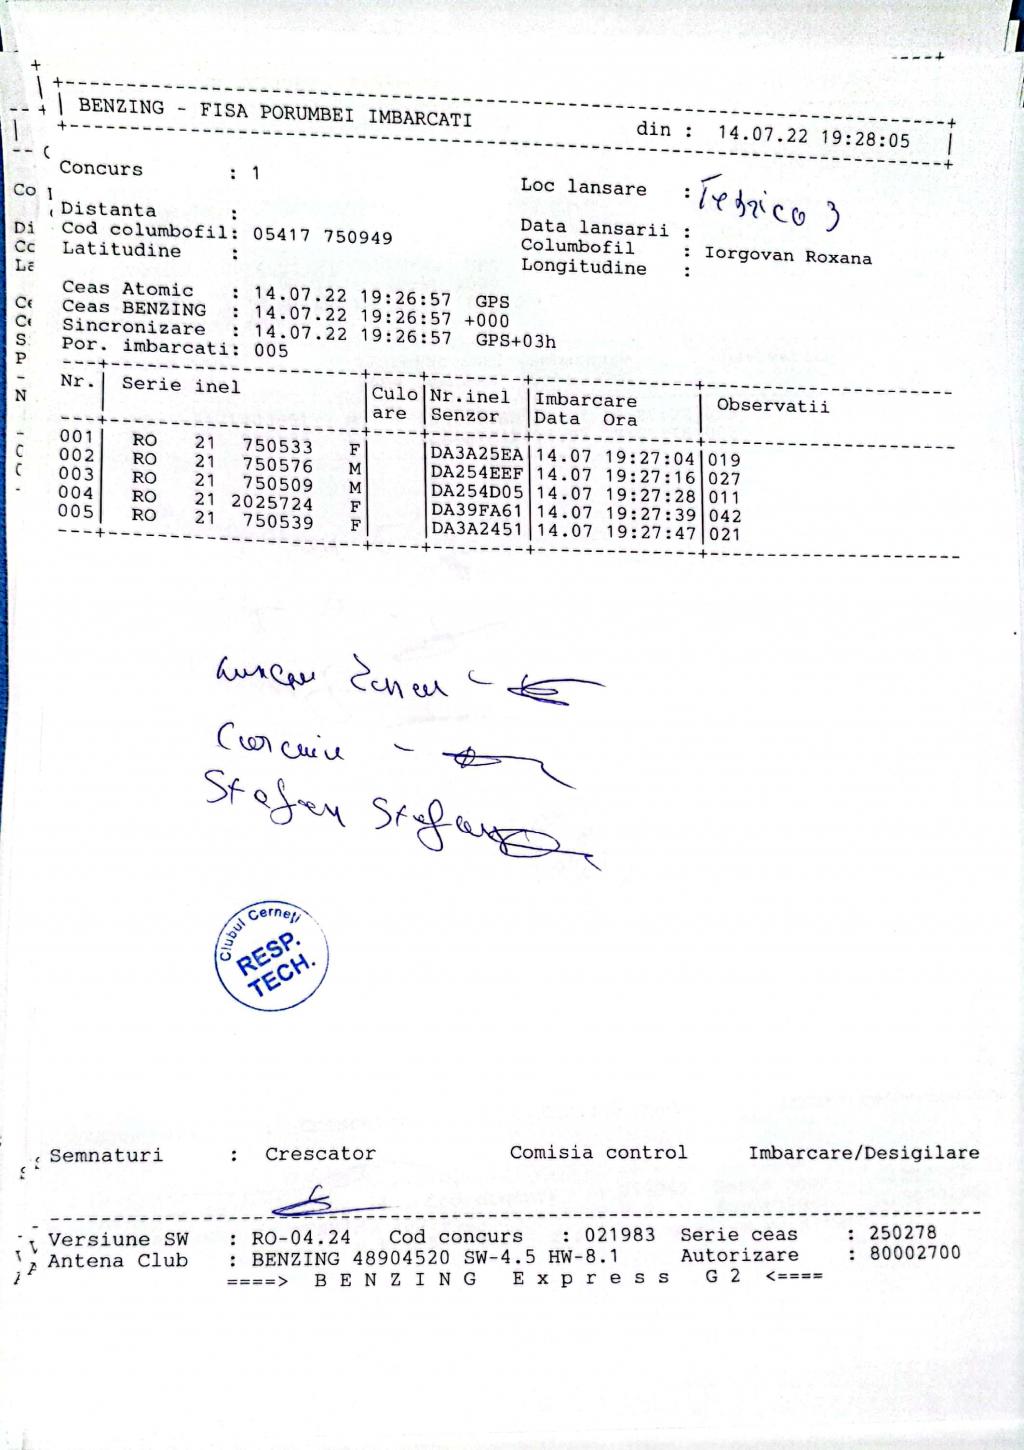 BENZING - FISA PORUMBEI IMBARCATI din : 14.07.22 19:28:05
Concurs : 1 Loc lansare : 3
Distanta : Data lansarii :
Cod columbofil: 05417 750949 Columbofil : Iorgovan Roxana
Latitudine : Longitudine :
Ceas Atomic : 14.07.22 19:26:57 GPS
Ceas BENZING : 14.07.22 19:26:57 +000
Sincronizare : 14.07.22 19:26:57 GPS+03h
Por. imbarcati: 005
Nr. Serie inel Culo Nr.inel Imbarcare Observatii
are Senzor Data Ora
001 RO 21 750533 F DA3A25EA 14.07 19:27:04 019
002 RO 21 750576 M DA254EEF 14.07 19:27:16 027
003 RO 21 750509 M DA254D05 14.07 19:27:28 011
004 RO 21 2025724 F DA39FA61 14.07 19:27:39 042
005 RO 21 750539 F DA3A2451 14.07 19:27:47 021
Stefan Stefan
Clubul Cerneți
RESP.
TECH.
Semnaturi : Crescator Comisia control Imbarcare/Desigilare
Versiune SW : RO-04.24 Cod concurs : 021983 Serie ceas : 250278
Antena Club : BENZING 48904520 SW-4.5 HW-8.1 Autorizare : 80002700
====> B E N Z I N G E x p r e s s G 2 <====